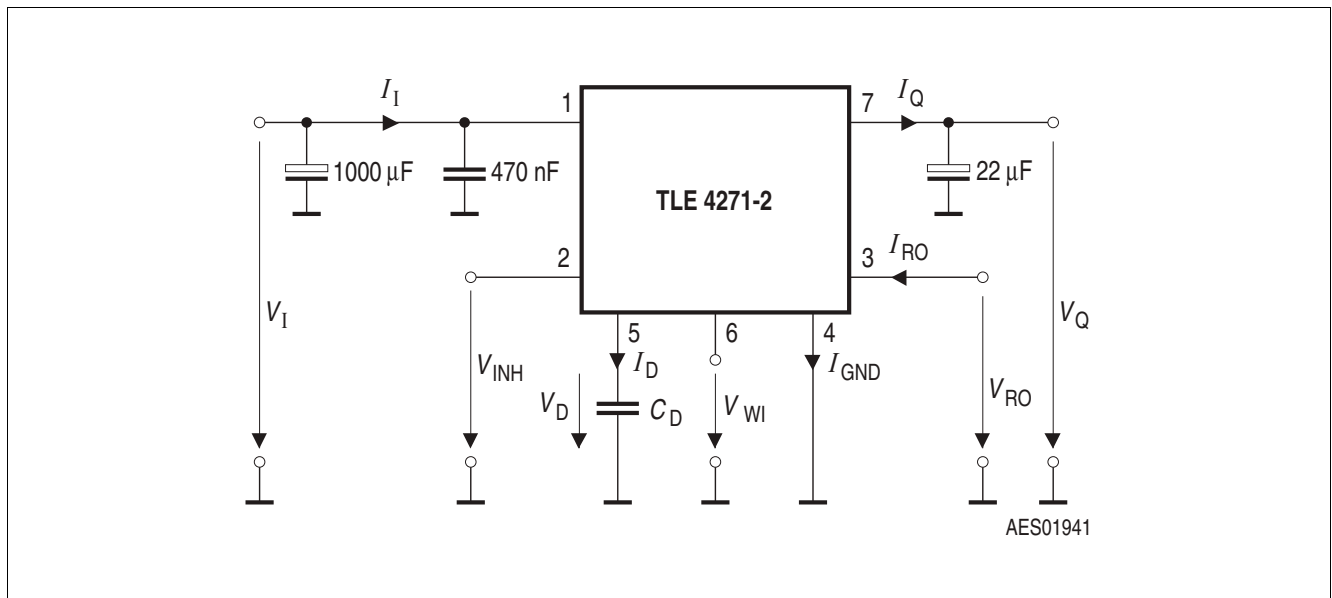 I_I
1
7
I_Q
1000 μF
470 nF
22 μF
TLE 4271-2
2
3
I_RO
V_I
V_Q
5
6
4
V_INH
I_D
I_GND
V_D
C_D
V_WI
V_RO
AES01941